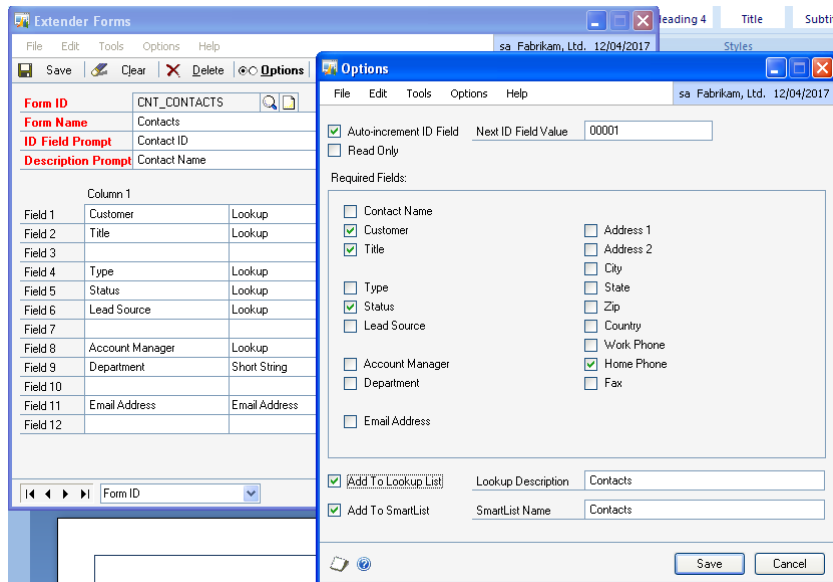 Extender Forms
File Edit Tools Options Help
sa Fabrikam, Ltd. 12/04/2017
Save Clear Delete Options
Form ID CNT_CONTACTS
Form Name Contacts
ID Field Prompt Contact ID
Description Prompt Contact Name
Column 1
Field 1 Customer Lookup
Field 2 Title Lookup
Field 3
Field 4 Type Lookup
Field 5 Status Lookup
Field 6 Lead Source Lookup
Field 7
Field 8 Account Manager Lookup
Field 9 Department Short String
Field 10
Field 11 Email Address Email Address
Field 12
Form ID
eading 4 Title Subti
Styles
Options
File Edit Tools Options Help
sa Fabrikam, Ltd. 12/04/2017
Auto-increment ID Field Next ID Field Value 00001
Read Only
Required Fields:
Contact Name
Customer Address 1
Title Address 2
City
Type State
Status Zip
Lead Source Country
Work Phone
Account Manager Home Phone
Department Fax
Email Address
Add To Lookup List Lookup Description Contacts
Add To SmartList SmartList Name Contacts
Save Cancel